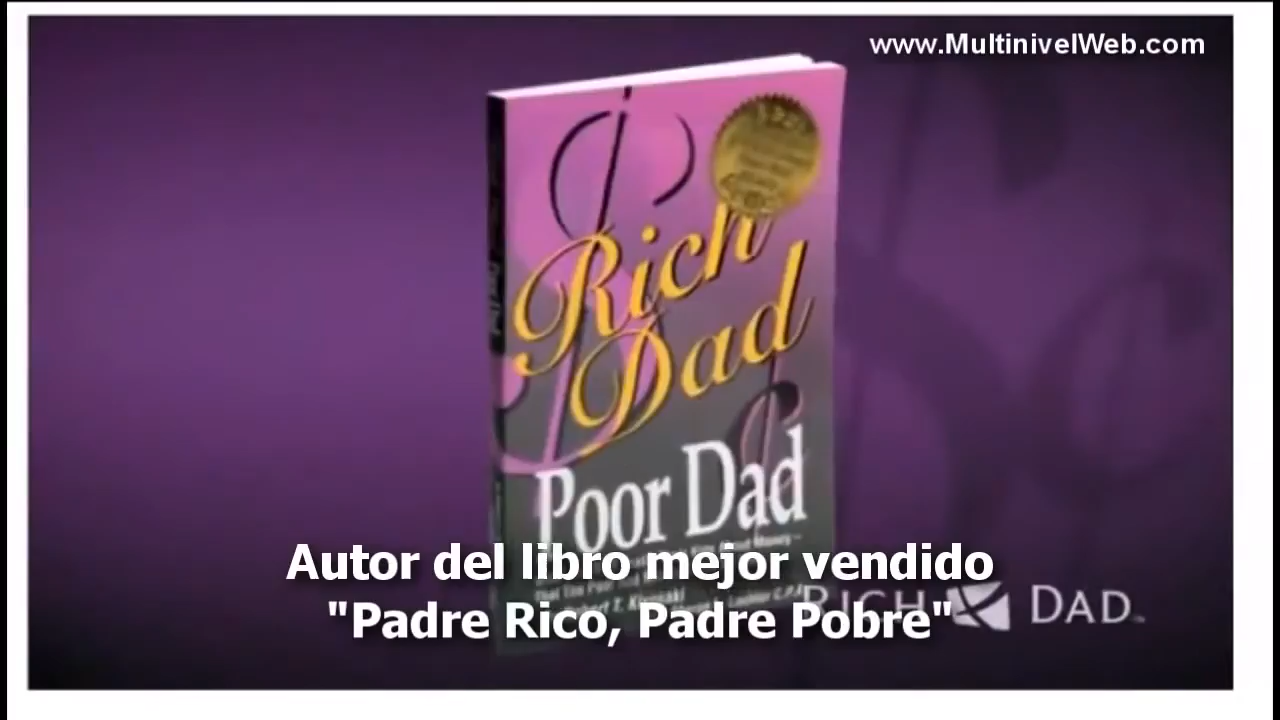 www.MultinivelWeb.com
Rich
Dad
Poor Dad
Autor del libro mejor vendido
"Padre Rico, Padre Pobre"
RICH DAD